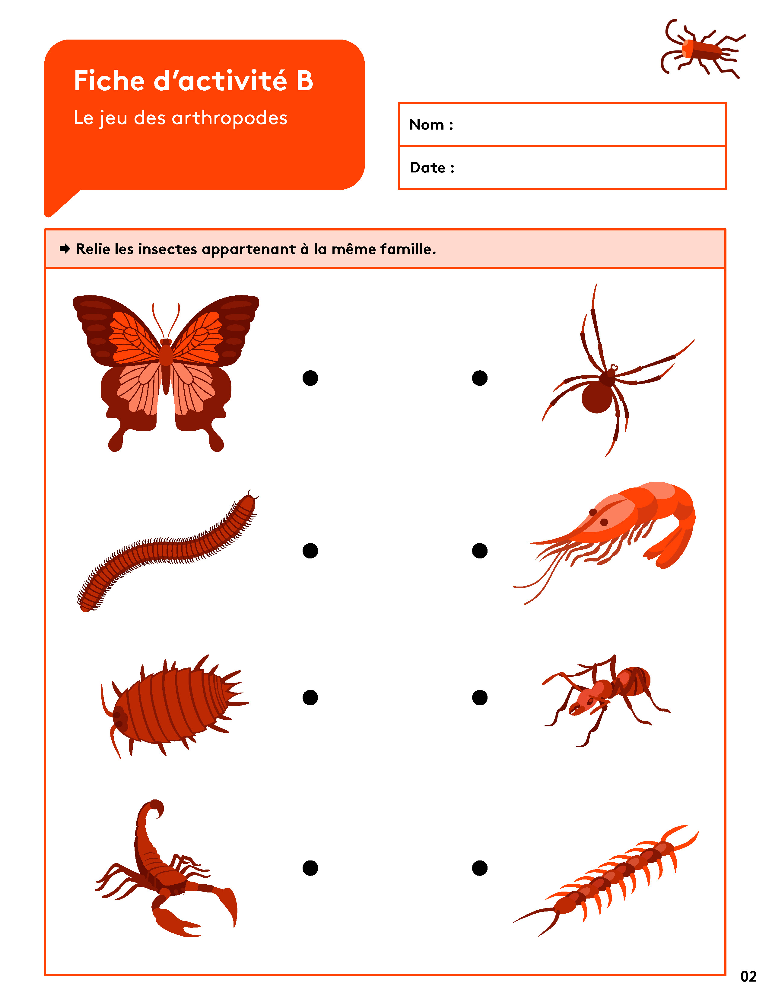 Fiche d’activité B
Le jeu des arthropodes
Nom :
Date :
➡ Relie les insectes appartenant à la même famille.
02